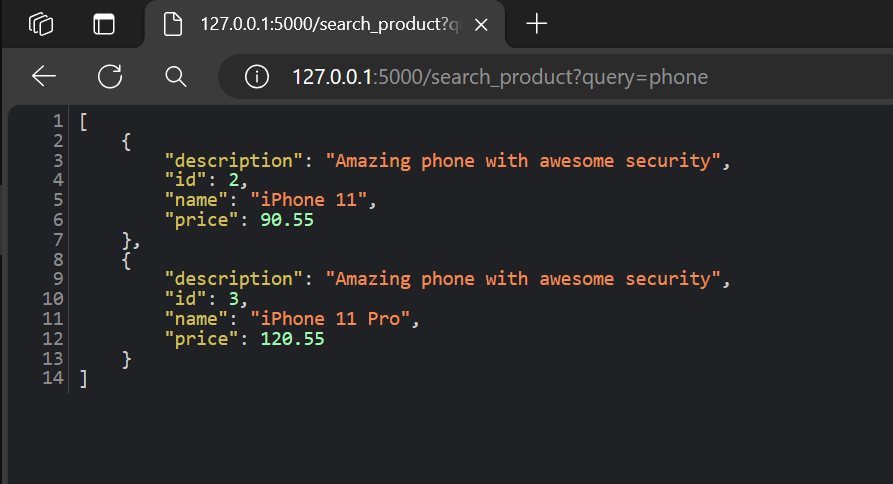 127.0.0.1:5000/search_product?q
127.0.0.1:5000/search_product?query=phone
1 [
2     {
3         "description": "Amazing phone with awesome security",
4         "id": 2,
5         "name": "iPhone 11",
6         "price": 90.55
7     },
8     {
9         "description": "Amazing phone with awesome security",
10         "id": 3,
11         "name": "iPhone 11 Pro",
12         "price": 120.55
13     }
14 ]